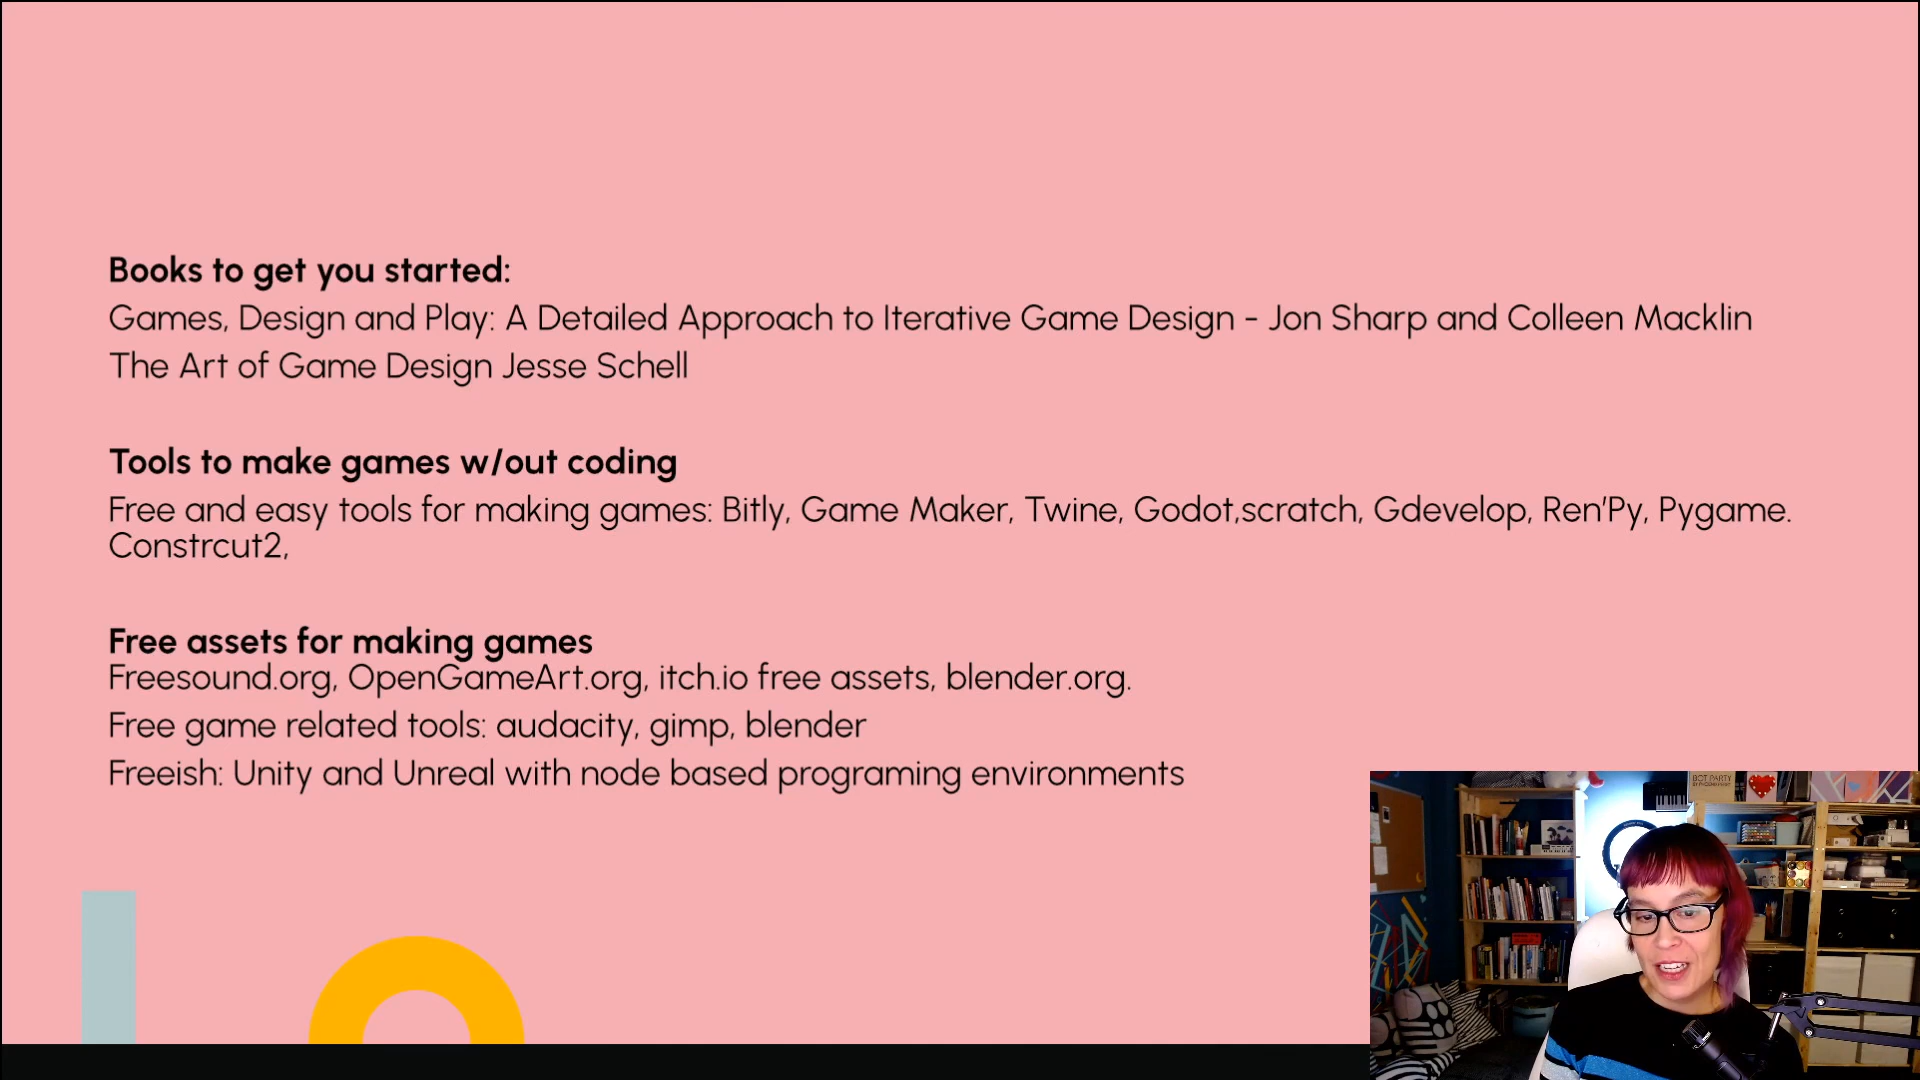 Books to get you started:
Games, Design and Play: A Detailed Approach to Iterative Game Design - Jon Sharp and Colleen Macklin
The Art of Game Design Jesse Schell
Tools to make games w/out coding
Free and easy tools for making games: Bitly, Game Maker, Twine, Godot,scratch, Gdevelop, Ren'Py, Pygame.
Constrcut2,
Free assets for making games
Freesound.org, OpenGameArt.org, itch.io free assets, blender.org.
Free game related tools: audacity, gimp, blender
Freeish: Unity and Unreal with node based programing environments
BOT PARTY